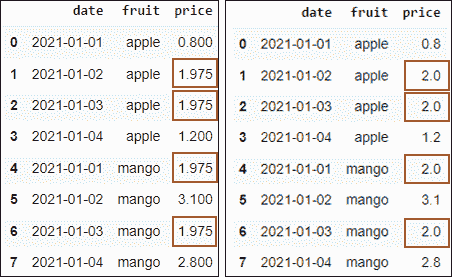 date fruit price
0 2021-01-01 apple 0.800
1 2021-01-02 apple 1.975
2 2021-01-03 apple 1.975
3 2021-01-04 apple 1.200
4 2021-01-01 mango 1.975
5 2021-01-02 mango 3.100
6 2021-01-03 mango 1.975
7 2021-01-04 mango 2.800
date fruit price
0 2021-01-01 apple 0.8
1 2021-01-02 apple 2.0
2 2021-01-03 apple 2.0
3 2021-01-04 apple 1.2
4 2021-01-01 mango 2.0
5 2021-01-02 mango 3.1
6 2021-01-03 mango 2.0
7 2021-01-04 mango 2.8